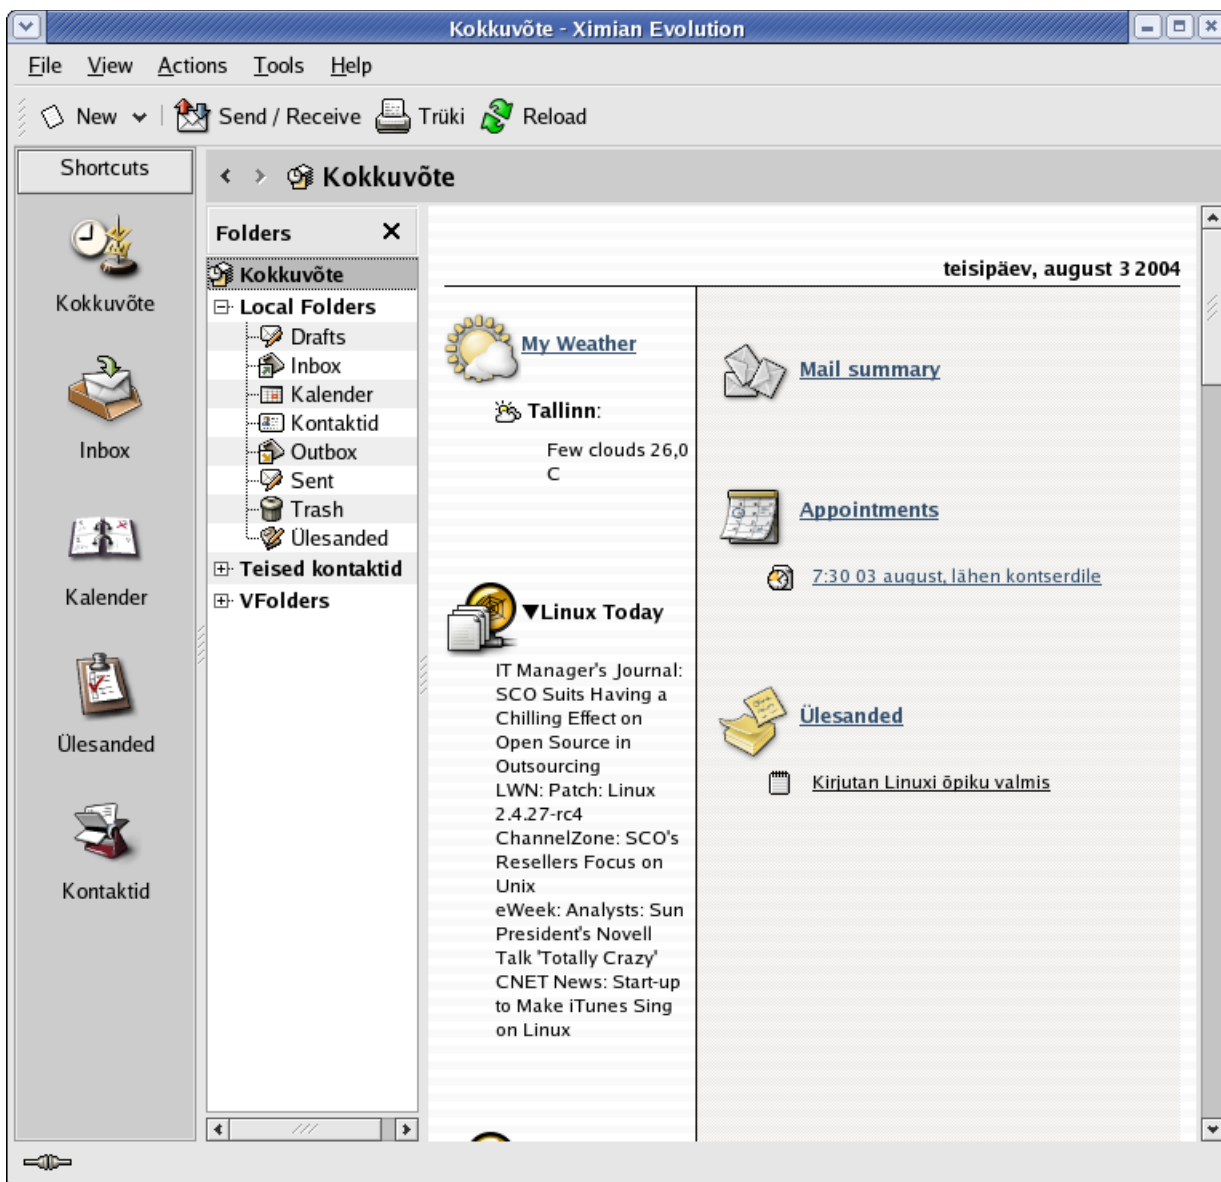 Kokkuvõte - Ximian Evolution
File View Actions Tools Help
New Send / Receive Trüki Reload
Shortcuts
Kokkuvõte
Inbox
Kalender
Ülesanded
Kontaktid
Kokkuvõte
Folders
Kokkuvõte
Local Folders
Drafts
Inbox
Kalender
Kontaktid
Outbox
Sent
Trash
Ülesanded
Teised kontaktid
VFolders
teisipäev, august 3 2004
My Weather
Tallinn:
Few clouds 26,0
C
Linux Today
IT Manager's Journal:
SCO Suits Having a
Chilling Effect on
Open Source in
Outsourcing
LWN: Patch: Linux
2.4.27-rc4
ChannelZone: SCO's
Resellers Focus on
Unix
eWeek: Analysts: Sun
President's Novell
Talk 'Totally Crazy'
CNET News: Start-up
to Make iTunes Sing
on Linux
Mail summary
Appointments
7:30 03 august, lähen kontserdile
Ülesanded
Kirjutan Linuxi õpiku valmis